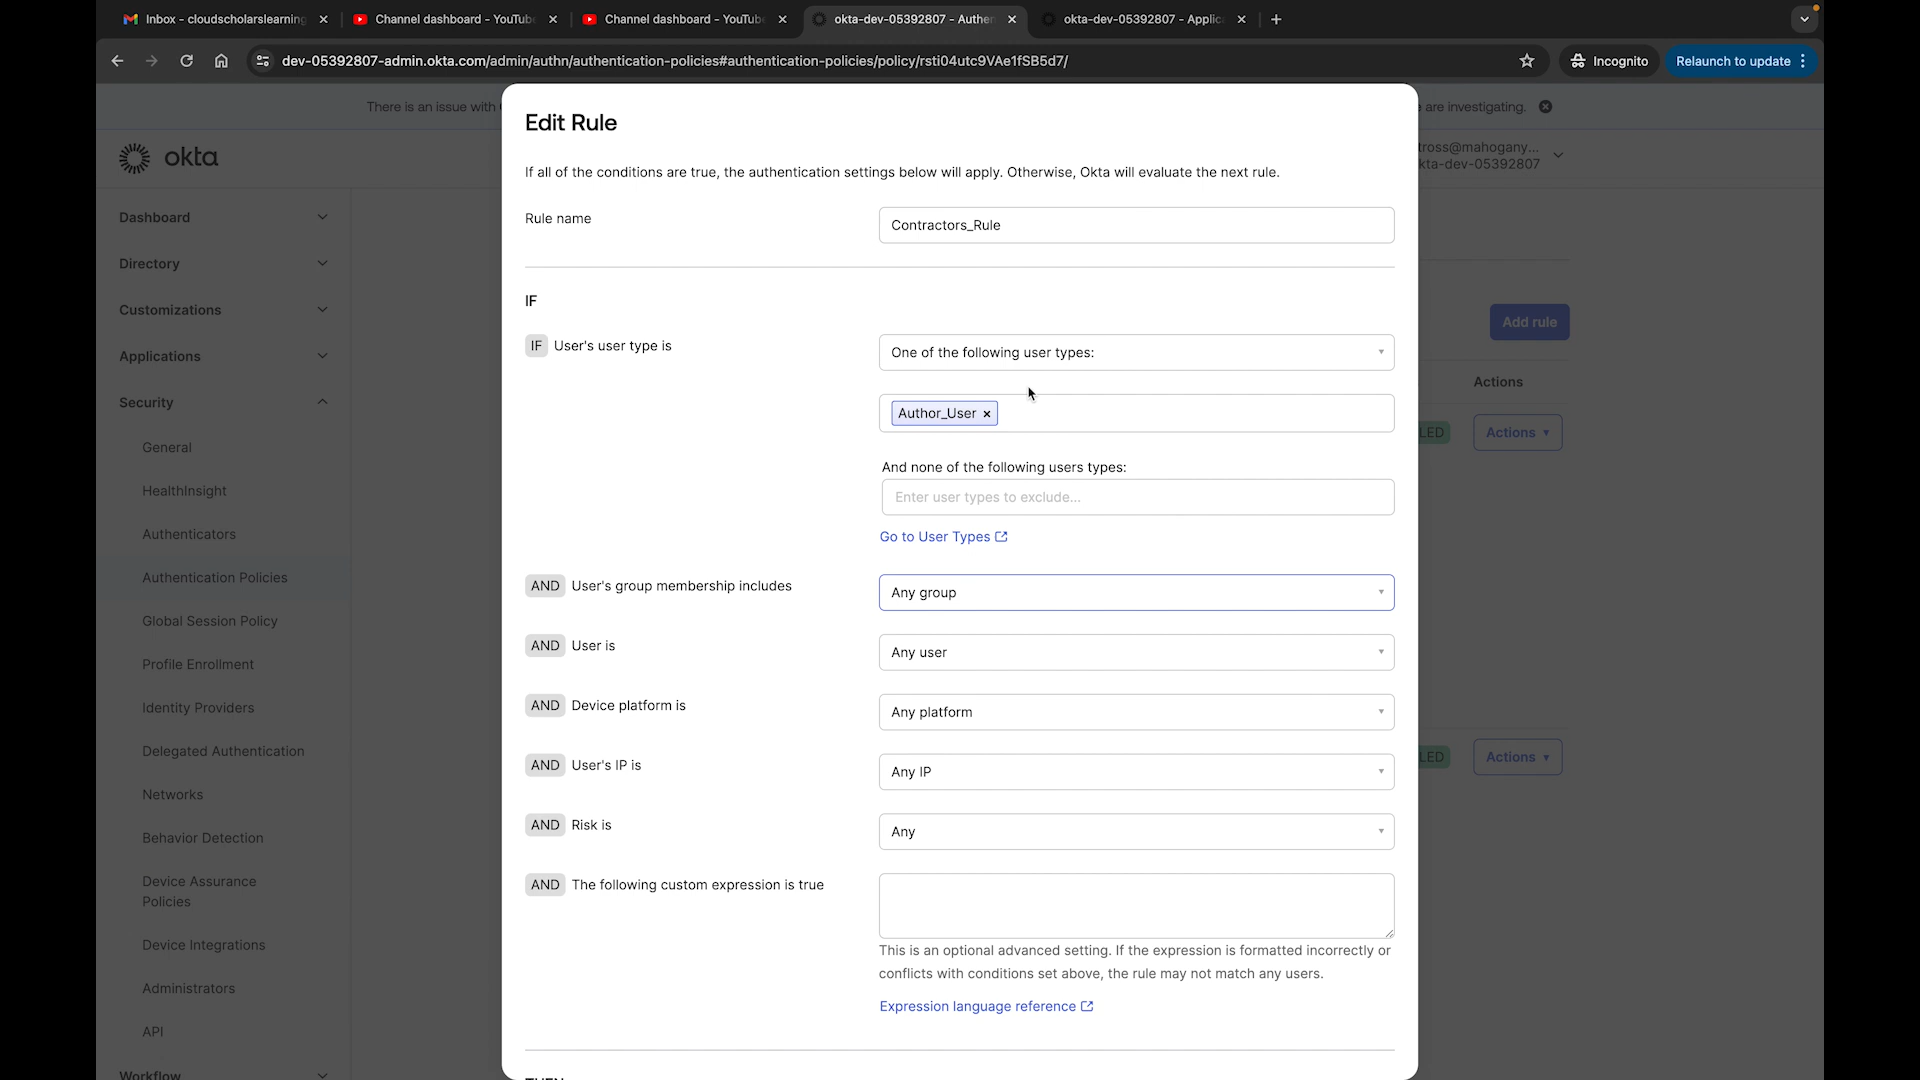 Inbox - cloudscholarslearning
Channel dashboard - YouTube
Channel dashboard - YouTube
okta-dev-05392807 - Authen
okta-dev-05392807 - Applic
dev-05392807-admin.okta.com/admin/authn/authentication-policies#authentication-policies/policy/rsti04utc9VAe1fSB5d7/
Incognito
Relaunch to update
There is an issue with
are investigating.
okta
tross@mahogany...
kta-dev-05392807
Dashboard
Directory
Customizations
Applications
Security
General
HealthInsight
Authenticators
Authentication Policies
Global Session Policy
Profile Enrollment
Identity Providers
Delegated Authentication
Networks
Behavior Detection
Device Assurance
Policies
Device Integrations
Administrators
API
Workflow
Edit Rule
If all of the conditions are true, the authentication settings below will apply. Otherwise, Okta will evaluate the next rule.
Rule name
Contractors_Rule
IF
IF User's user type is
One of the following user types:
Author_User ×
And none of the following users types:
Enter user types to exclude...
Go to User Types
AND User's group membership includes
Any group
AND User is
Any user
AND Device platform is
Any platform
AND User's IP is
Any IP
AND Risk is
Any
AND The following custom expression is true
This is an optional advanced setting. If the expression is formatted incorrectly or
conflicts with conditions set above, the rule may not match any users.
Expression language reference
THEN
Add rule
Actions
LED
Actions
LED
Actions